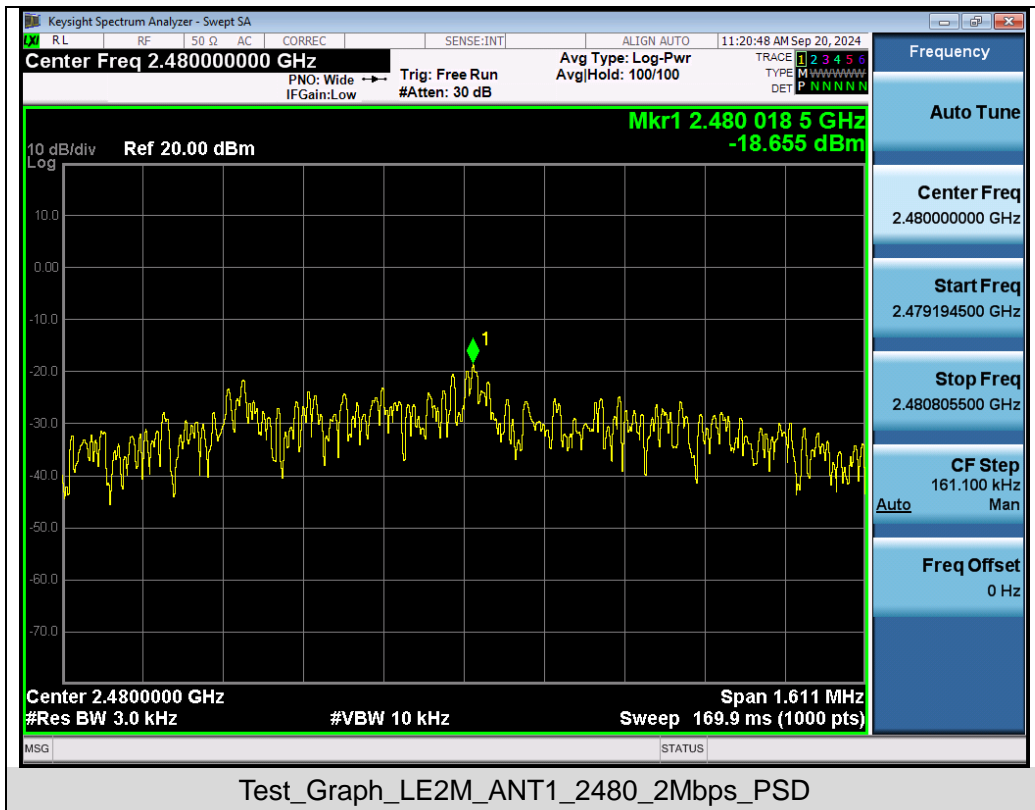 Keysight Spectrum Analyzer - Swept SA
LXI RL RF 50 Ω AC CORREC SENSE:INT ALIGN AUTO 11:20:48 AM Sep 20, 2024
Center Freq 2.480000000 GHz
PNO: Wide
IFGain:Low
Trig: Free Run
#Atten: 30 dB
Avg Type: Log-Pwr
Avg|Hold: 100/100
TRACE 1 2 3 4 5 6
TYPE M WWWWW
DET P N N N N N
Mkr1 2.480 018 5 GHz
-18.655 dBm
10 dB/div Ref 20.00 dBm
Log
10.0
0.00
-10.0
-20.0
-30.0
-40.0
-50.0
-60.0
-70.0
1
Center 2.4800000 GHz Span 1.611 MHz
#Res BW 3.0 kHz #VBW 10 kHz Sweep 169.9 ms (1000 pts)
MSG STATUS
Frequency
Auto Tune
Center Freq
2.480000000 GHz
Start Freq
2.479194500 GHz
Stop Freq
2.480805500 GHz
CF Step
161.100 kHz
Auto Man
Freq Offset
0 Hz
Test_Graph_LE2M_ANT1_2480_2Mbps_PSD